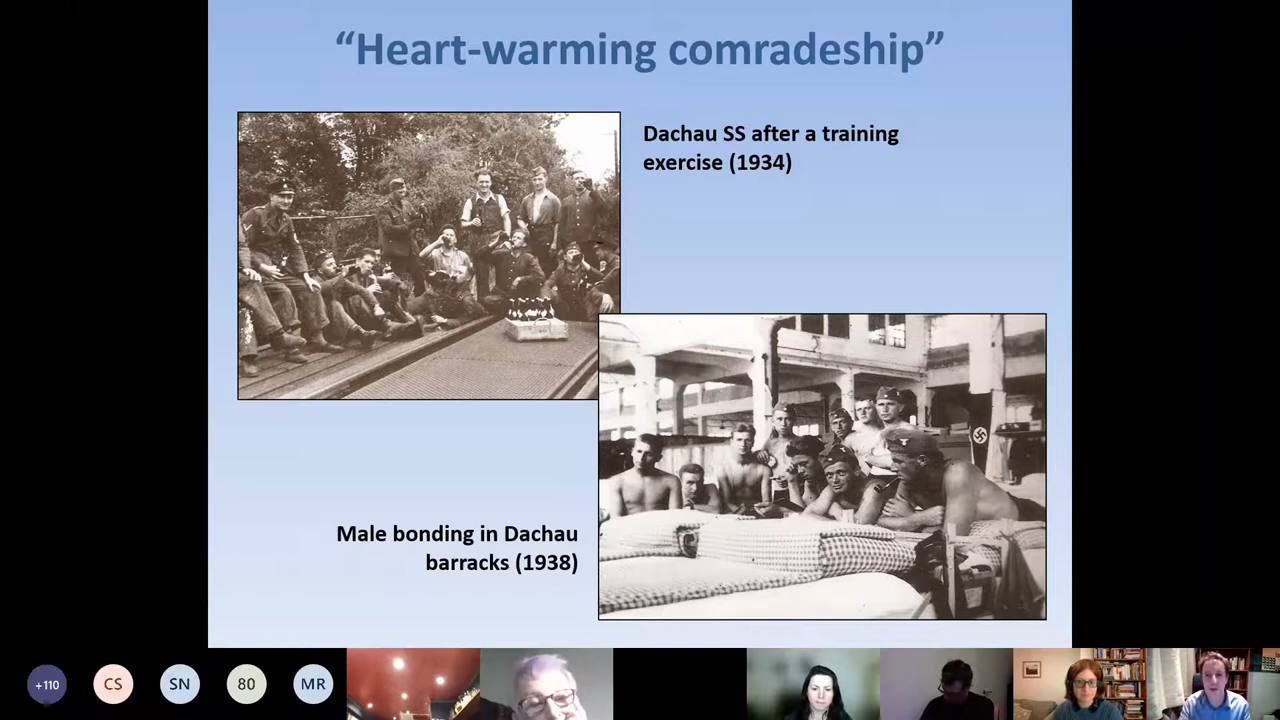 “Heart-warming comradeship”
Dachau SS after a training
exercise (1934)
Male bonding in Dachau
barracks (1938)
+110
CS
SN
80
MR